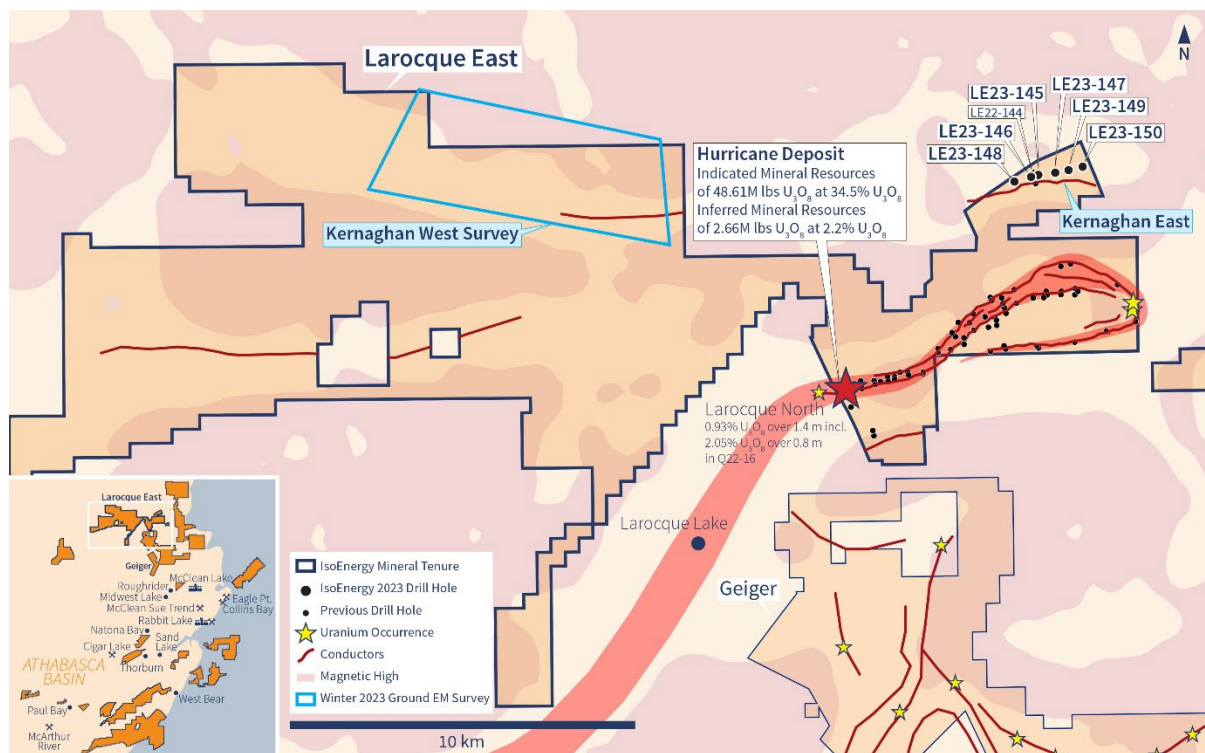 Larocque East
N
LE23-147
LE23-145
LE23-149
LE22-144
LE23-146
LE23-150
LE23-148
Hurricane Deposit
Indicated Mineral Resources
of 48.61M lbs U₃O₈ at 34.5% U₃O₈
Inferred Mineral Resources
of 2.66M lbs U₃O₈ at 2.2% U₃O₈
Kernaghan East
Kernaghan West Survey
Larocque North
0.93% U₃O₈ over 1.4 m incl.
2.05% U₃O₈ over 0.8 m
in Q22-16
Larocque Lake
Geiger
Larocque East
Geiger
McClean Lake
Roughrider
Midwest Lake
Eagle Pt.
Collins Bay
McClean Sue Trend
Rabbit Lake
Natona Bay
Sand
Lake
Cigar Lake
Thorburn
ATHABASCA
BASIN
West Bear
Paul Bay
McArthur
River
IsoEnergy Mineral Tenure
IsoEnergy 2023 Drill Hole
Previous Drill Hole
Uranium Occurrence
Conductors
Magnetic High
Winter 2023 Ground EM Survey
10 km